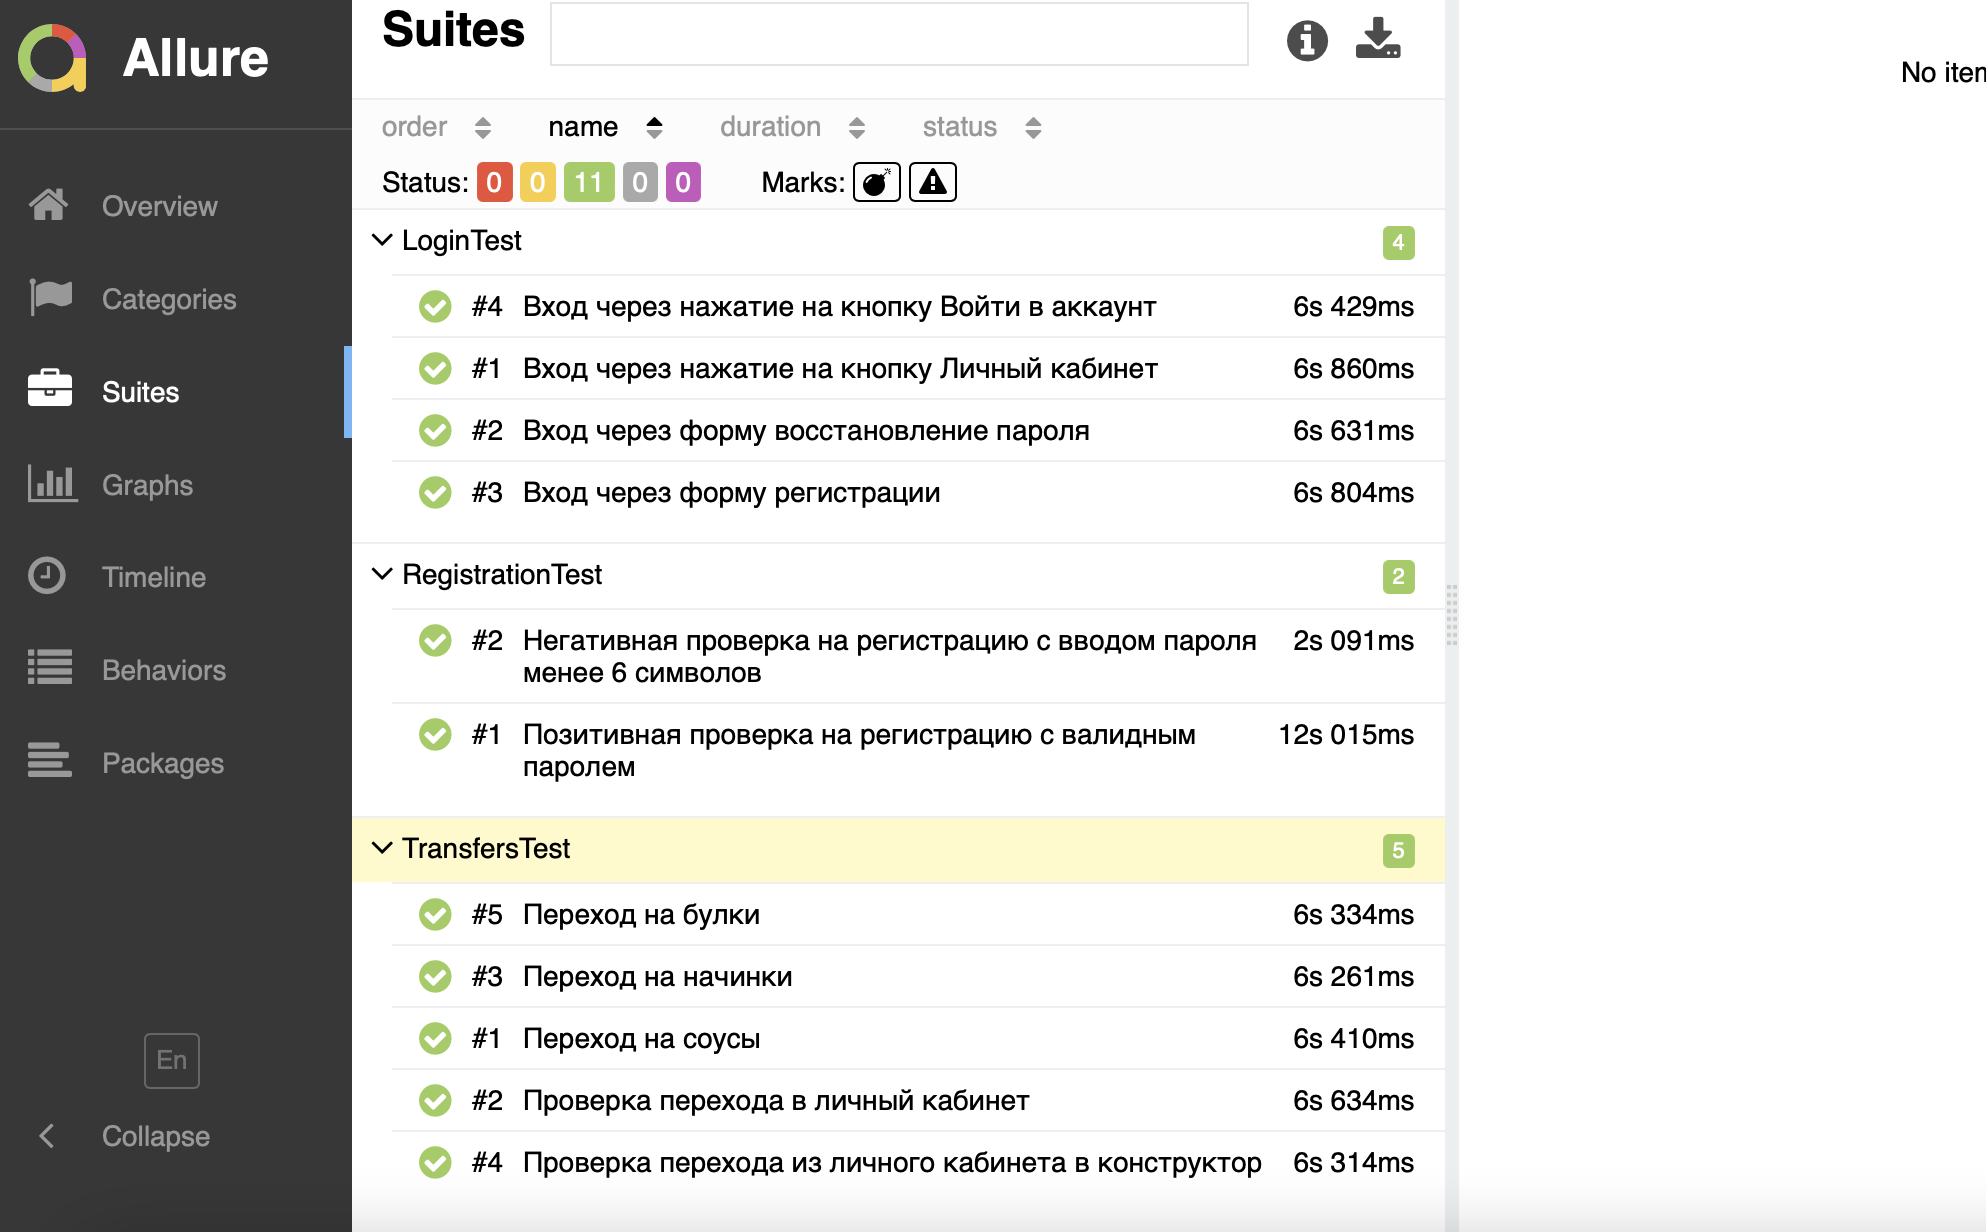 Allure
Overview
Categories
Suites
Graphs
Timeline
Behaviors
Packages
En
Collapse
Suites
order name duration status
Status: 0 0 11 0 0 Marks:
LoginTest 4
#4 Вход через нажатие на кнопку Войти в аккаунт 6s 429ms
#1 Вход через нажатие на кнопку Личный кабинет 6s 860ms
#2 Вход через форму восстановление пароля 6s 631ms
#3 Вход через форму регистрации 6s 804ms
RegistrationTest 2
#2 Негативная проверка на регистрацию с вводом пароля 2s 091ms
менее 6 символов
#1 Позитивная проверка на регистрацию с валидным 12s 015ms
паролем
TransfersTest 5
#5 Переход на булки 6s 334ms
#3 Переход на начинки 6s 261ms
#1 Переход на соусы 6s 410ms
#2 Проверка перехода в личный кабинет 6s 634ms
#4 Проверка перехода из личного кабинета в конструктор 6s 314ms
No